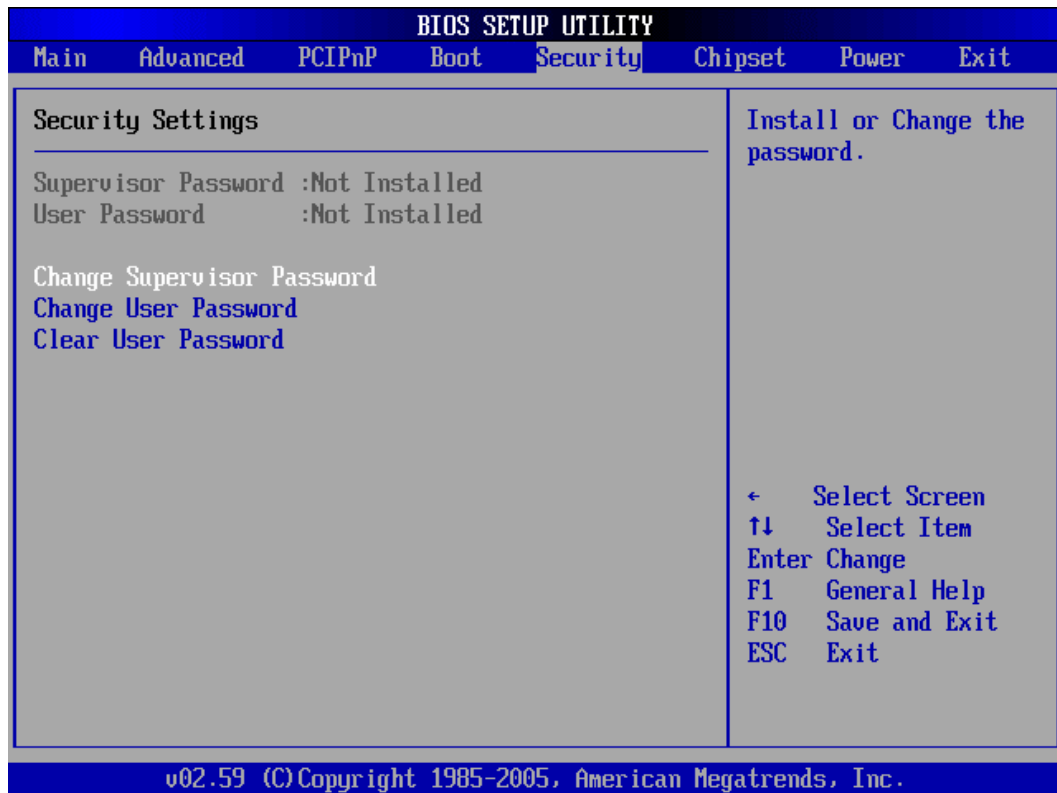 BIOS SETUP UTILITY
Main Advanced PCIPnP Boot Security Chipset Power Exit
Security Settings
Supervisor Password :Not Installed
User Password :Not Installed
Change Supervisor Password
Change User Password
Clear User Password
Install or Change the
password.
← Select Screen
↑↓ Select Item
Enter Change
F1 General Help
F10 Save and Exit
ESC Exit
v02.59 (C)Copyright 1985-2005, American Megatrends, Inc.